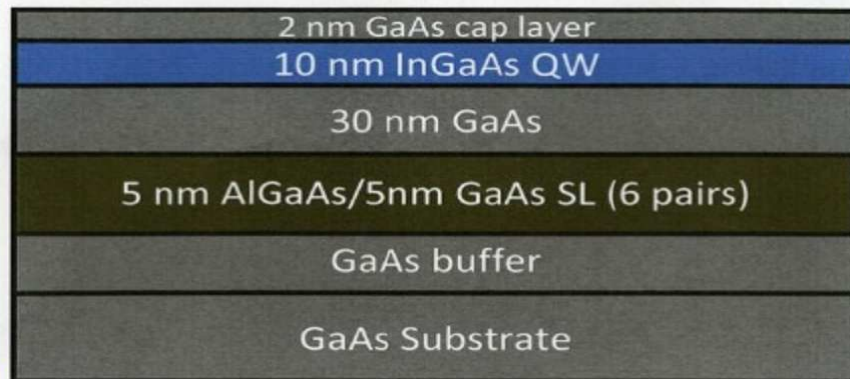 2 nm GaAs cap layer
10 nm InGaAs QW
30 nm GaAs
5 nm AlGaAs/5nm GaAs SL (6 pairs)
GaAs buffer
GaAs Substrate